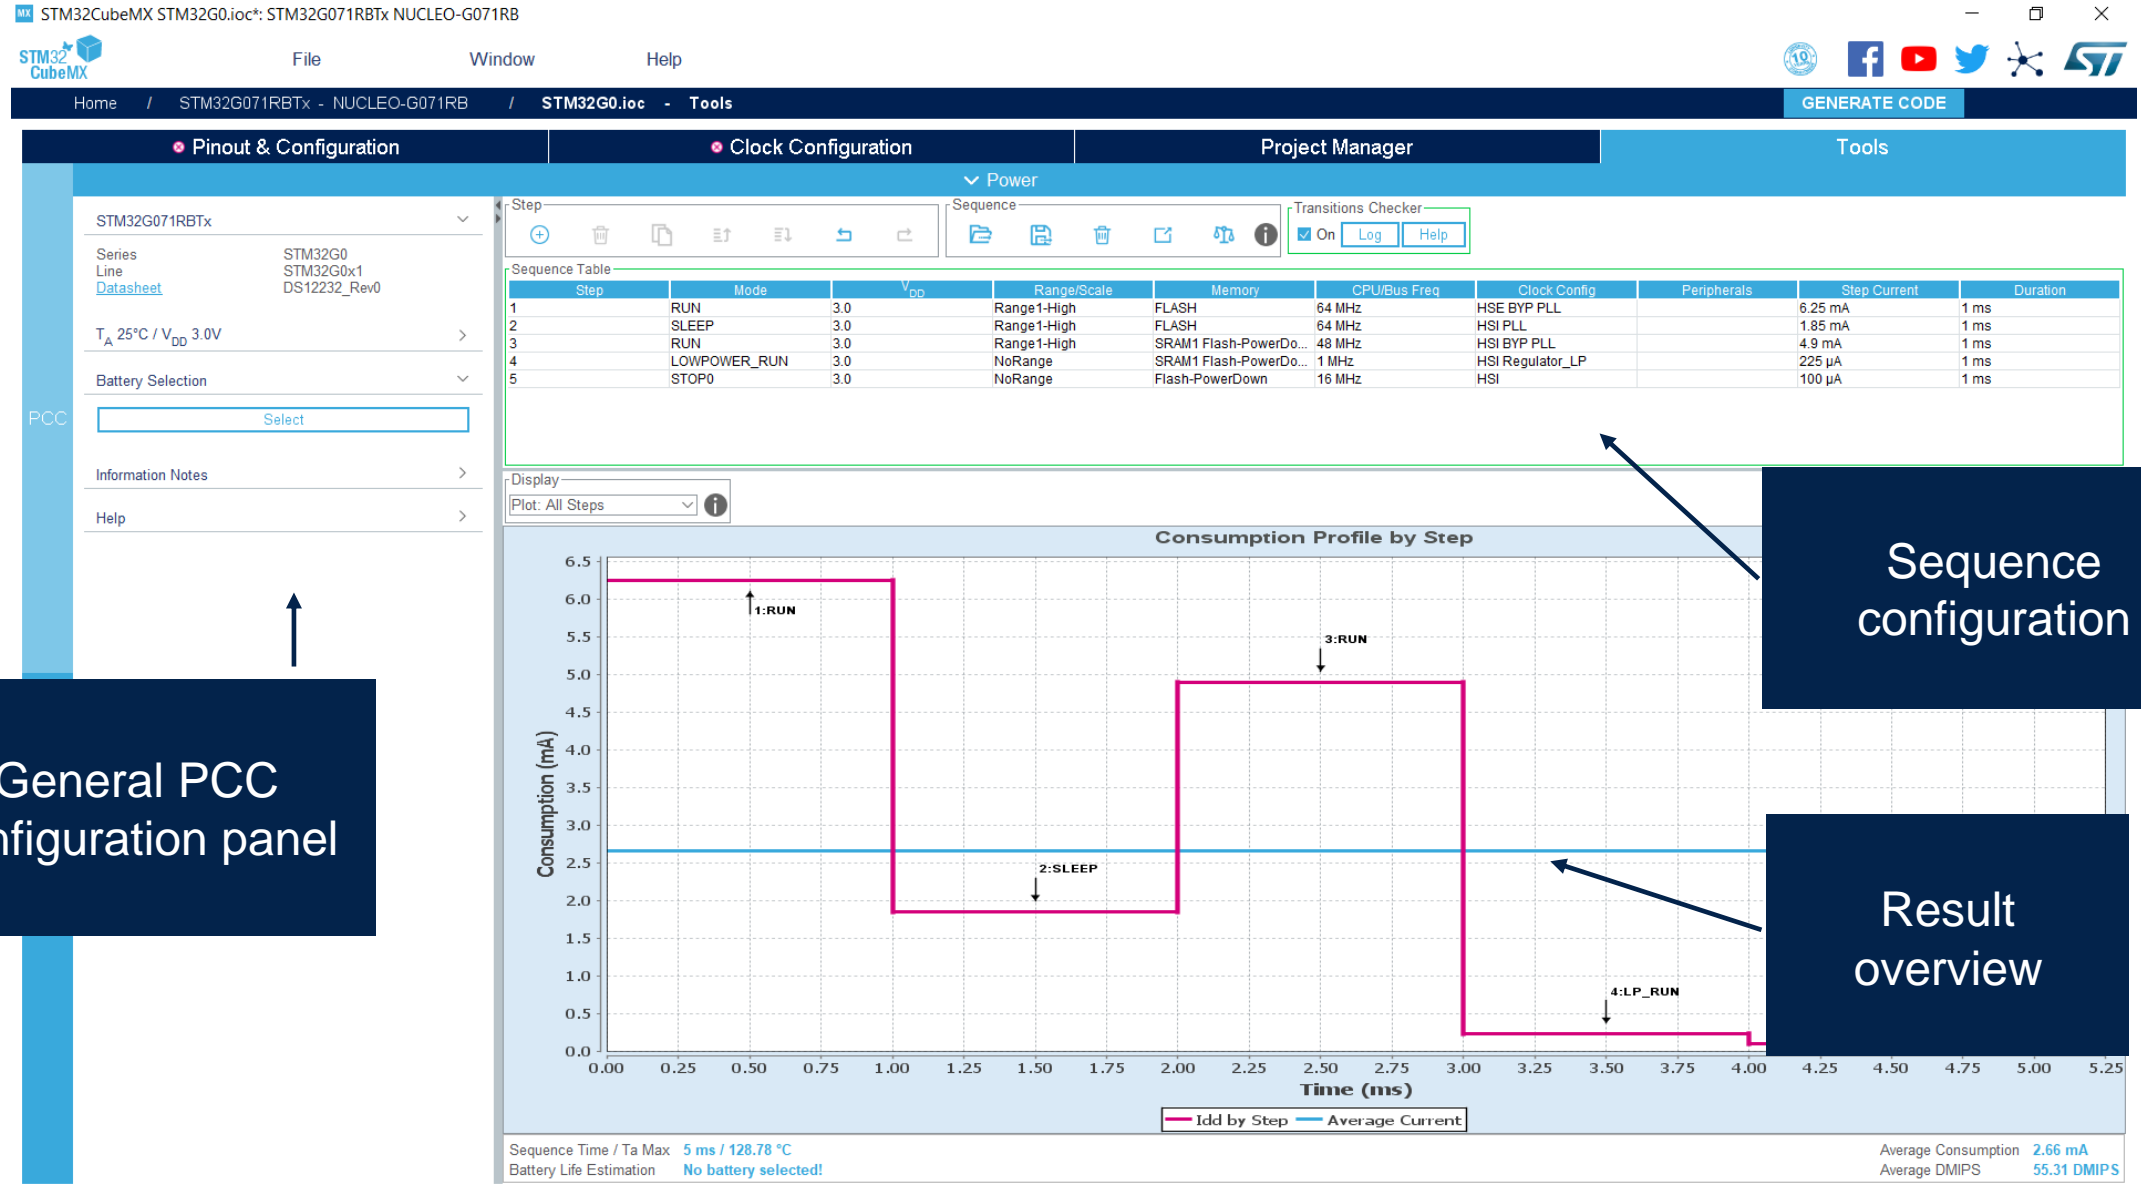 MX STM32CubeMX STM32G0.ioc*: STM32G071RBTx NUCLEO-G071RB
STM32
CubeMX
File Window Help
10
Home / STM32G071RBTx - NUCLEO-G071RB / STM32G0.ioc - Tools
GENERATE CODE
Pinout & Configuration Clock Configuration Project Manager Tools
Power
PCC
STM32G071RBTx
Series STM32G0
Line STM32G0x1
Datasheet DS12232_Rev0
TA 25°C / VDD 3.0V
Battery Selection
Select
Information Notes
Help
Step
Sequence
Transitions Checker
On Log Help
Sequence Table
Step Mode VDD Range/Scale Memory CPU/Bus Freq Clock Config Peripherals Step Current Duration
1 RUN 3.0 Range1-High FLASH 64 MHz HSE BYP PLL 6.25 mA 1 ms
2 SLEEP 3.0 Range1-High FLASH 64 MHz HSI PLL 1.85 mA 1 ms
3 RUN 3.0 Range1-High SRAM1 Flash-PowerDo... 48 MHz HSI BYP PLL 4.9 mA 1 ms
4 LOWPOWER_RUN 3.0 NoRange SRAM1 Flash-PowerDo... 1 MHz HSI Regulator_LP 225 µA 1 ms
5 STOP0 3.0 NoRange Flash-PowerDown 16 MHz HSI 100 µA 1 ms
Display
Plot: All Steps
Consumption Profile by Step
6.5
6.0
5.5
5.0
4.5
4.0
3.5
3.0
2.5
2.0
1.5
1.0
0.5
0.0
Consumption (mA)
1:RUN
2:SLEEP
3:RUN
4:LP_RUN
0.00 0.25 0.50 0.75 1.00 1.25 1.50 1.75 2.00 2.25 2.50 2.75 3.00 3.25 3.50 3.75 4.00 4.25 4.50 4.75 5.00 5.25
Time (ms)
Idd by Step Average Current
Sequence Time / Ta Max 5 ms / 128.78 °C
Battery Life Estimation No battery selected!
Average Consumption 2.66 mA
Average DMIPS 55.31 DMIPS
Sequence
configuration
General PCC
nfiguration panel
Result
overview